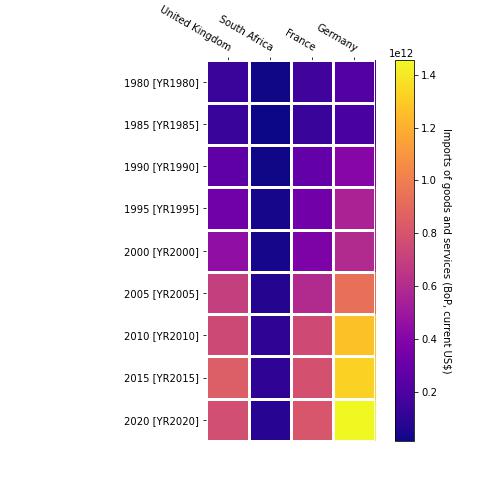 United Kingdom
South Africa
France
Germany
1980 [YR1980]
1985 [YR1985]
1990 [YR1990]
1995 [YR1995]
2000 [YR2000]
2005 [YR2005]
2010 [YR2010]
2015 [YR2015]
2020 [YR2020]
1e12
1.4
1.2
1.0
0.8
0.6
0.4
0.2
Imports of goods and services (BoP, current US$)